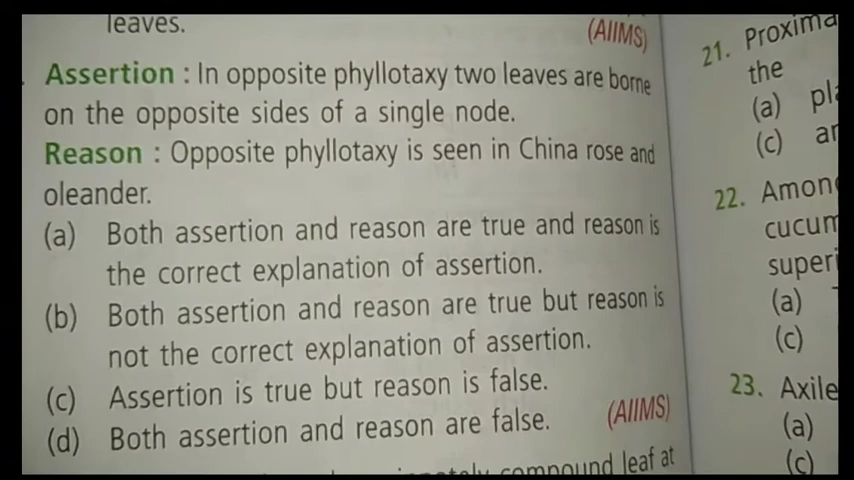 leaves.
(AIIMS)
Assertion : In opposite phyllotaxy two leaves are borne
on the opposite sides of a single node.
Reason : Opposite phyllotaxy is seen in China rose and
oleander.
(a) Both assertion and reason are true and reason is
the correct explanation of assertion.
(b) Both assertion and reason are true but reason is
not the correct explanation of assertion.
(c) Assertion is true but reason is false.
(d) Both assertion and reason are false.
(AIIMS)
compound leaf at
21. Proxima
the
(a) pla
(c) ar
22. Among
cucum
superi
(a)
(c)
23. Axile
(a)
(c)